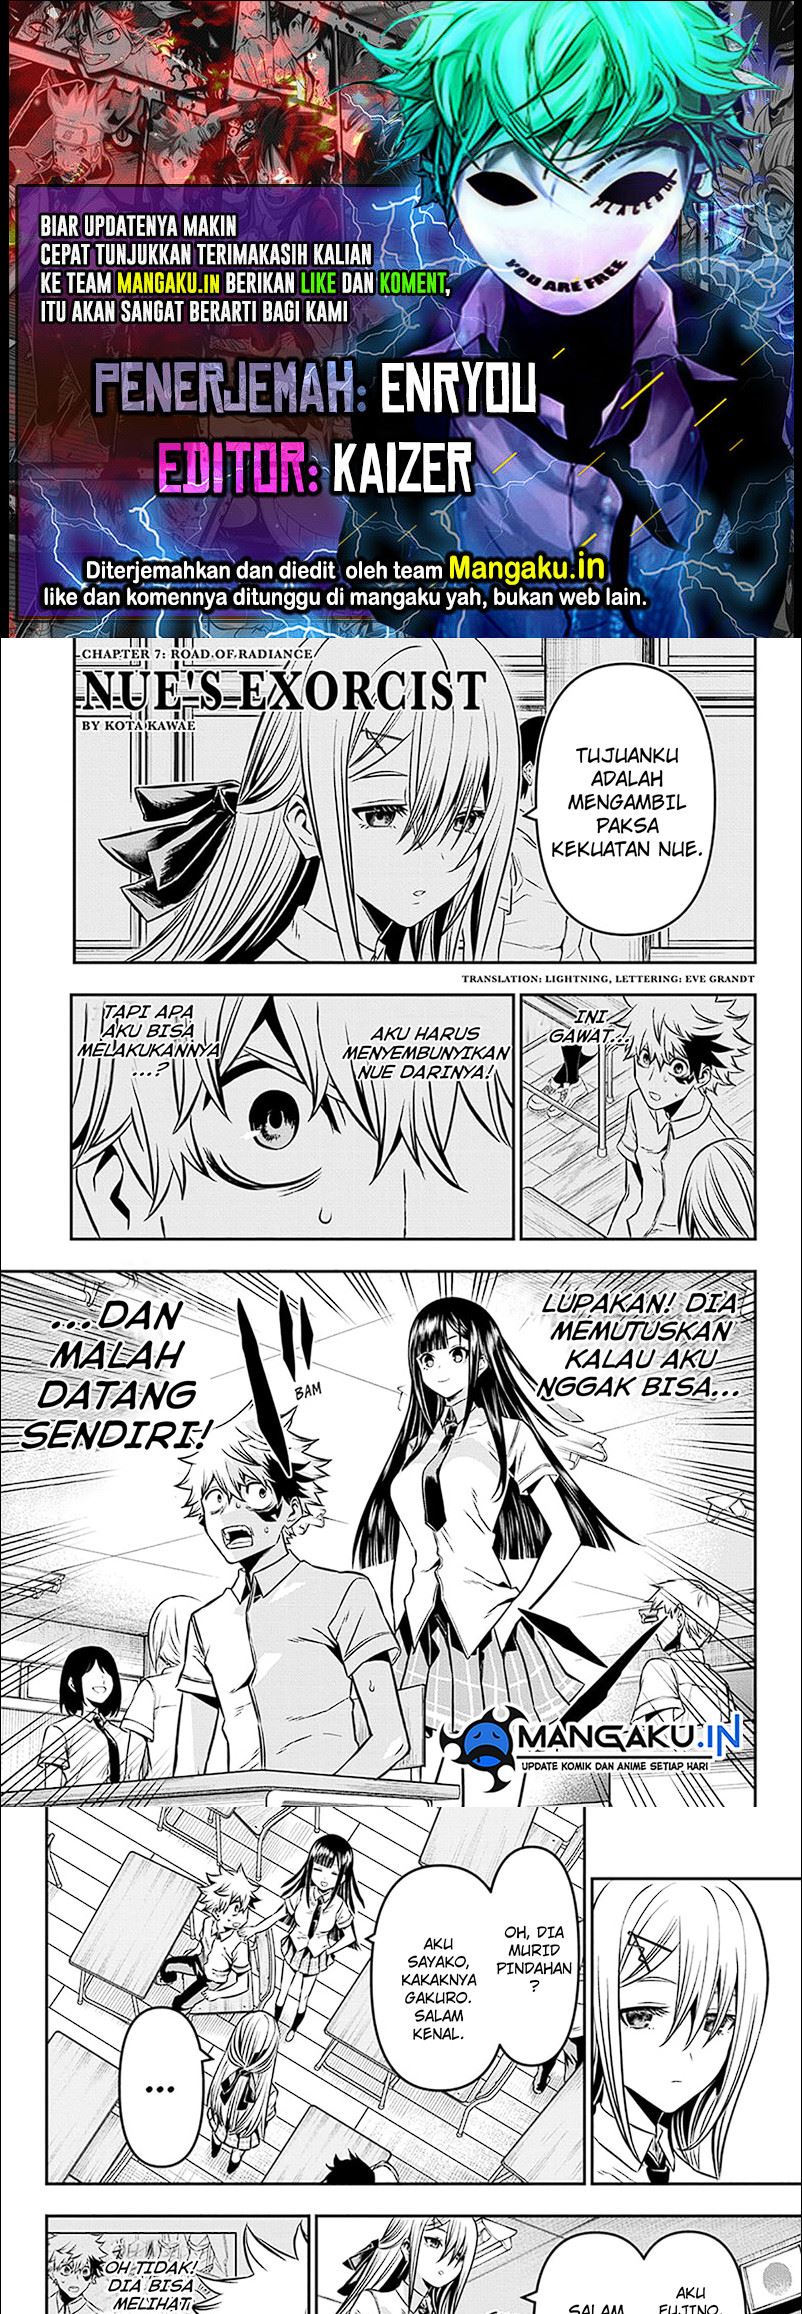 BIAR UPDATENYA MAKIN
CEPAT TUNJUKKAN TERIMAKASIH KALIAN
KE TEAM MANGAKU.IN BERIKAN LIKE DAN KOMENT,
ITU AKAN SANGAT BERARTI BAGI KAMI
YOU ARE FREE
PENERJEMAH: ENRYOU
EDITOR: KAIZER
Diterjemahkan dan diedit oleh team Mangaku.in
like dan komennya ditunggu di mangaku yah, bukan web lain.
CHAPTER 7: ROAD OF RADIANCE
NUE'S EXORCIST
BY KOTA KAWAE
TUJUANKU
ADALAH
MENGAMBIL
PAKSA
KEKUATAN NUE.
TRANSLATION: LIGHTNING, LETTERING: EVE GRANDT
INI
GAWAT...
AKU HARUS
MENYEMBUNYIKAN
NUE DARINYA!
TAPI APA
AKU BISA
MELAKUKANNYA
...?
LUPAKAN! DIA
MEMUTUSKAN
KALAU AKU
NGGAK BISA...
...DAN
MALAH
DATANG
SENDIRI!
BAM
MANGAKU.IN
UPDATE KOMIK DAN ANIME SETIAP HARI
OH, DIA
MURID
PINDAHAN
?
AKU
SAYAKO,
KAKAKNYA
GAKURO.
SALAM
KENAL.
...
AKU
FUJINO.
SALAM
OH TIDAK!
DIA BISA
MELIHAT